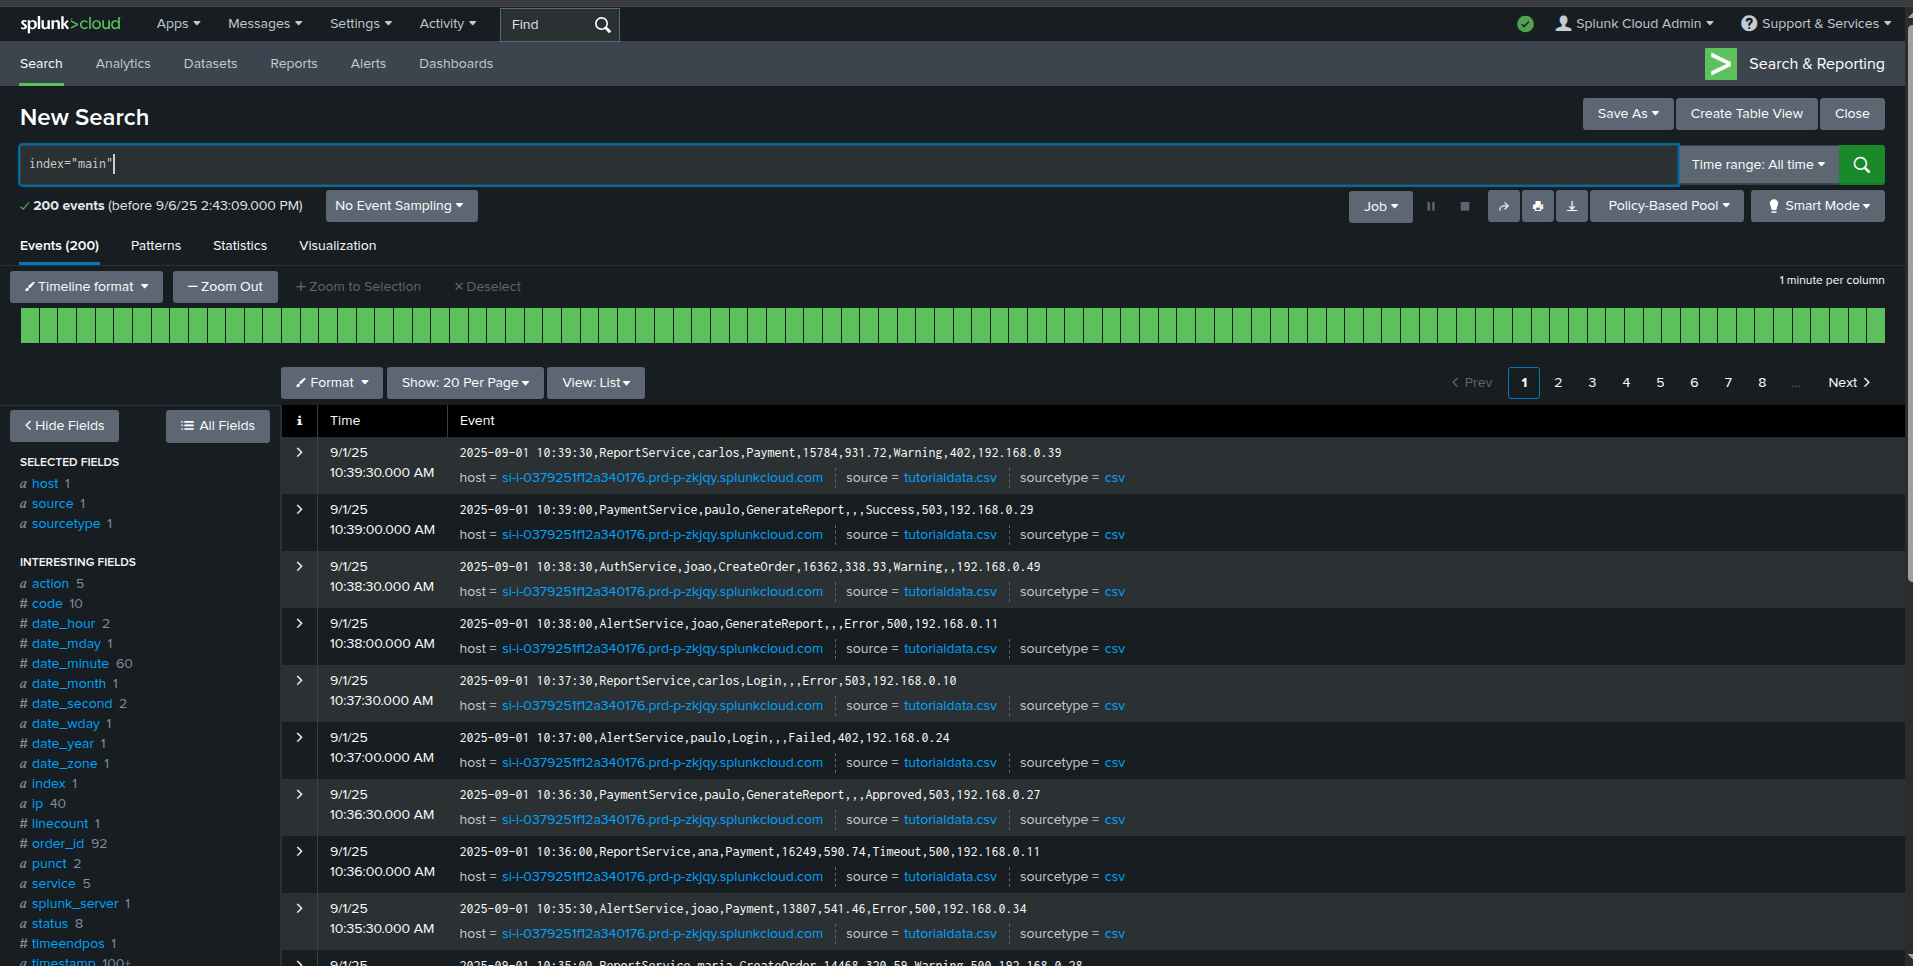 splunk>cloud Apps Messages Settings Activity Find Splunk Cloud Admin Support & Services
Search Analytics Datasets Reports Alerts Dashboards Search & Reporting
New Search Save As Create Table View Close
index="main" Time range: All time
200 events (before 9/6/25 2:43:09.000 PM) No Event Sampling Job Policy-Based Pool Smart Mode
Events (200) Patterns Statistics Visualization
Timeline format — Zoom Out + Zoom to Selection × Deselect 1 minute per column
Format Show: 20 Per Page View: List < Prev 1 2 3 4 5 6 7 8 ... Next >
< Hide Fields All Fields
SELECTED FIELDS
a host 1
a source 1
a sourcetype 1
INTERESTING FIELDS
a action 5
# code 10
# date_hour 2
# date_mday 1
# date_minute 60
a date_month 1
# date_second 2
a date_wday 1
# date_year 1
a date_zone 1
a index 1
a ip 40
# linecount 1
# order_id 92
a punct 2
a service 5
a splunk_server 1
a status 8
# timeendpos 1
a timestamp 100+
i Time Event
> 9/1/25 2025-09-01 10:39:30,ReportService,carlos,Payment,15784,931.72,Warning,402,192.168.0.39
10:39:30.000 AM host = si-i-0379251f12a340176.prd-p-zkjqy.splunkcloud.com source = tutorialdata.csv sourcetype = csv
> 9/1/25 2025-09-01 10:39:00,PaymentService,paulo,GenerateReport,,,Success,503,192.168.0.29
10:39:00.000 AM host = si-i-0379251f12a340176.prd-p-zkjqy.splunkcloud.com source = tutorialdata.csv sourcetype = csv
> 9/1/25 2025-09-01 10:38:30,AuthService,joao,CreateOrder,16362,338.93,Warning,,192.168.0.49
10:38:30.000 AM host = si-i-0379251f12a340176.prd-p-zkjqy.splunkcloud.com source = tutorialdata.csv sourcetype = csv
> 9/1/25 2025-09-01 10:38:00,AlertService,joao,GenerateReport,,,Error,500,192.168.0.11
10:38:00.000 AM host = si-i-0379251f12a340176.prd-p-zkjqy.splunkcloud.com source = tutorialdata.csv sourcetype = csv
> 9/1/25 2025-09-01 10:37:30,ReportService,carlos,Login,,,Error,503,192.168.0.10
10:37:30.000 AM host = si-i-0379251f12a340176.prd-p-zkjqy.splunkcloud.com source = tutorialdata.csv sourcetype = csv
> 9/1/25 2025-09-01 10:37:00,AlertService,paulo,Login,,,Failed,402,192.168.0.24
10:37:00.000 AM host = si-i-0379251f12a340176.prd-p-zkjqy.splunkcloud.com source = tutorialdata.csv sourcetype = csv
> 9/1/25 2025-09-01 10:36:30,PaymentService,paulo,GenerateReport,,,Approved,503,192.168.0.27
10:36:30.000 AM host = si-i-0379251f12a340176.prd-p-zkjqy.splunkcloud.com source = tutorialdata.csv sourcetype = csv
> 9/1/25 2025-09-01 10:36:00,ReportService,ana,Payment,16249,590.74,Timeout,500,192.168.0.11
10:36:00.000 AM host = si-i-0379251f12a340176.prd-p-zkjqy.splunkcloud.com source = tutorialdata.csv sourcetype = csv
> 9/1/25 2025-09-01 10:35:30,AlertService,joao,Payment,13807,541.46,Error,500,192.168.0.34
10:35:30.000 AM host = si-i-0379251f12a340176.prd-p-zkjqy.splunkcloud.com source = tutorialdata.csv sourcetype = csv
9/1/25 2025-09-01 10:35:00,ReportService,maria,CreateOrder,14468,320.59,Warning,500,192.168.0.28